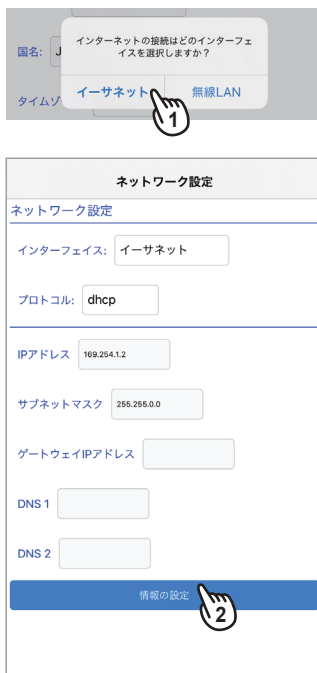 インターネットの接続はどのインターフェ
イスを選択しますか？
国名: J
イーサネット 無線LAN
タイムゾ
1
ネットワーク設定
ネットワーク設定
インターフェイス: イーサネット
プロトコル: dhcp
IPアドレス 169.254.1.2
サブネットマスク 255.255.0.0
ゲートウェイIPアドレス
DNS 1
DNS 2
情報の設定
2